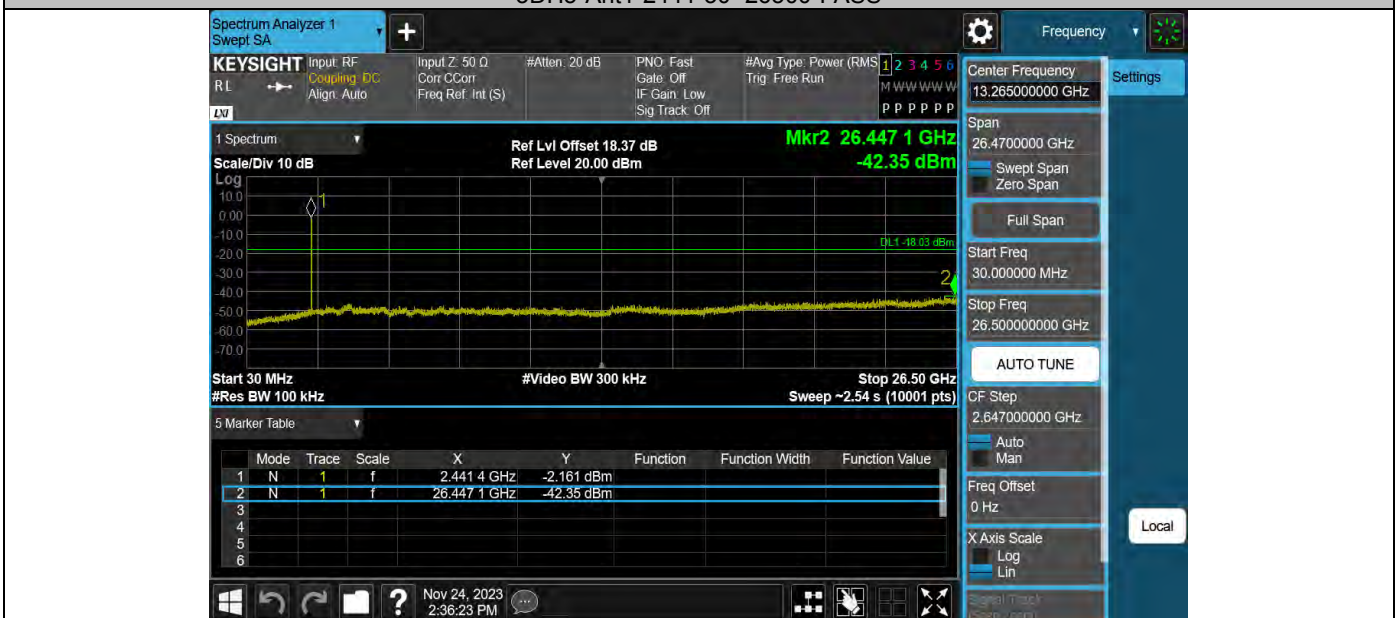 Spectrum Analyzer 1
Swept SA
Frequency
KEYSIGHT
RL
LXI
Input: RF
Coupling: DC
Align: Auto
Input Z: 50 Ω
Corr CCorr
Freq Ref: Int (S)
#Atten: 20 dB
PNO: Fast
Gate: Off
IF Gain: Low
Sig Track: Off
#Avg Type: Power (RMS
Trig: Free Run
1 2 3 4 5 6
M W W W W W
P P P P P P
Center Frequency
13.265000000 GHz
Settings
Span
26.4700000 GHz
Swept Span
Zero Span
Full Span
Start Freq
30.000000 MHz
Stop Freq
26.500000000 GHz
AUTO TUNE
CF Step
2.647000000 GHz
Auto
Man
Freq Offset
0 Hz
X Axis Scale
Log
Lin
Local
1 Spectrum
Scale/Div 10 dB
Log
Ref Lvl Offset 18.37 dB
Ref Level 20.00 dBm
Mkr2 26.447 1 GHz
-42.35 dBm
10.0
0.00
-10.0
-20.0
-30.0
-40.0
-50.0
-60.0
-70.0
1
DL1 -18.03 dBm
2
Start 30 MHz
#Res BW 100 kHz
#Video BW 300 kHz
Stop 26.50 GHz
Sweep ~2.54 s (10001 pts)
5 Marker Table
Mode Trace Scale X Y Function Function Width Function Value
1 N 1 f 2.441 4 GHz -2.161 dBm
2 N 1 f 26.447 1 GHz -42.35 dBm
3
4
5
6
Nov 24, 2023
2:36:23 PM